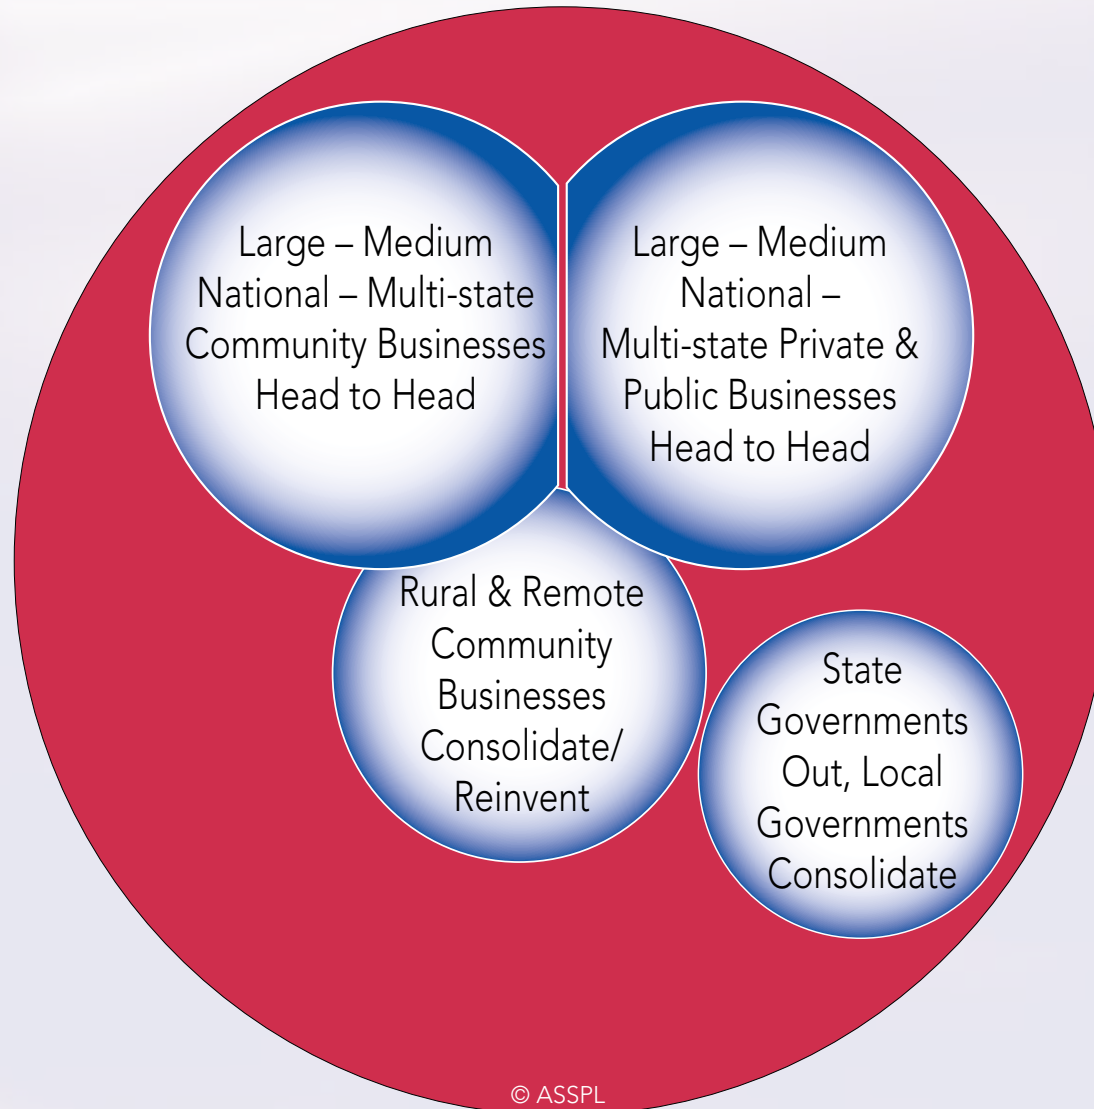 Large – Medium
National – Multi-state
Community Businesses
Head to Head
Large – Medium
National –
Multi-state Private &
Public Businesses
Head to Head
Rural & Remote
Community
Businesses
Consolidate/
Reinvent
State
Governments
Out, Local
Governments
Consolidate
© ASSPL